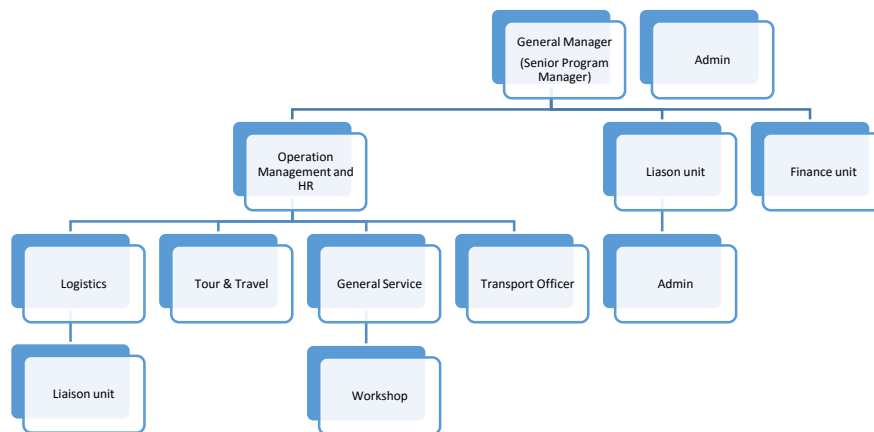 General Manager
(Senior Program
Manager)
Admin
Operation
Management and
HR
Liason unit
Finance unit
Logistics
Tour & Travel
General Service
Transport Officer
Admin
Liaison unit
Workshop